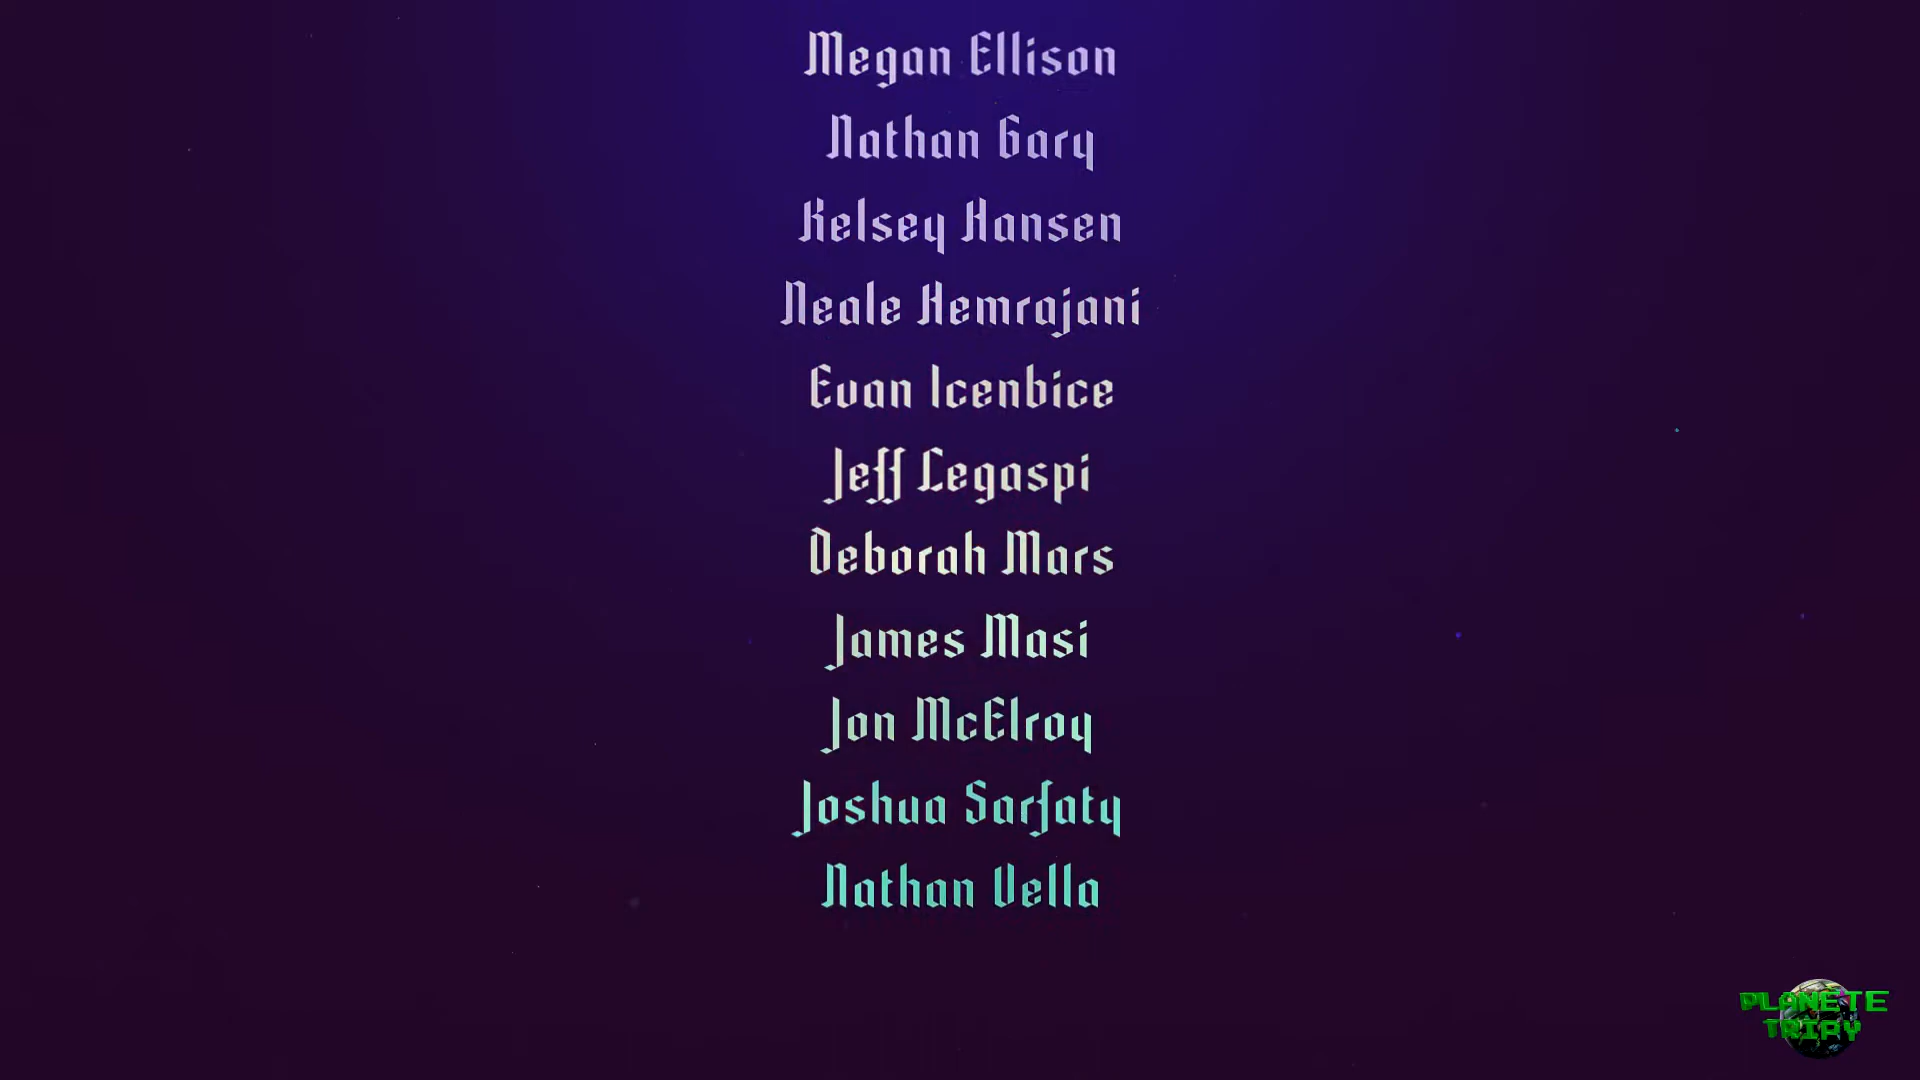 Megan Ellison
Nathan Gary
Kelsey Hansen
Neale Hemrajani
Evan Icenbice
Jeff Legaspi
Deborah Mars
James Masi
Jon McElroy
Joshua Sarfaty
Nathan Vella
PLANETE
TRIPY